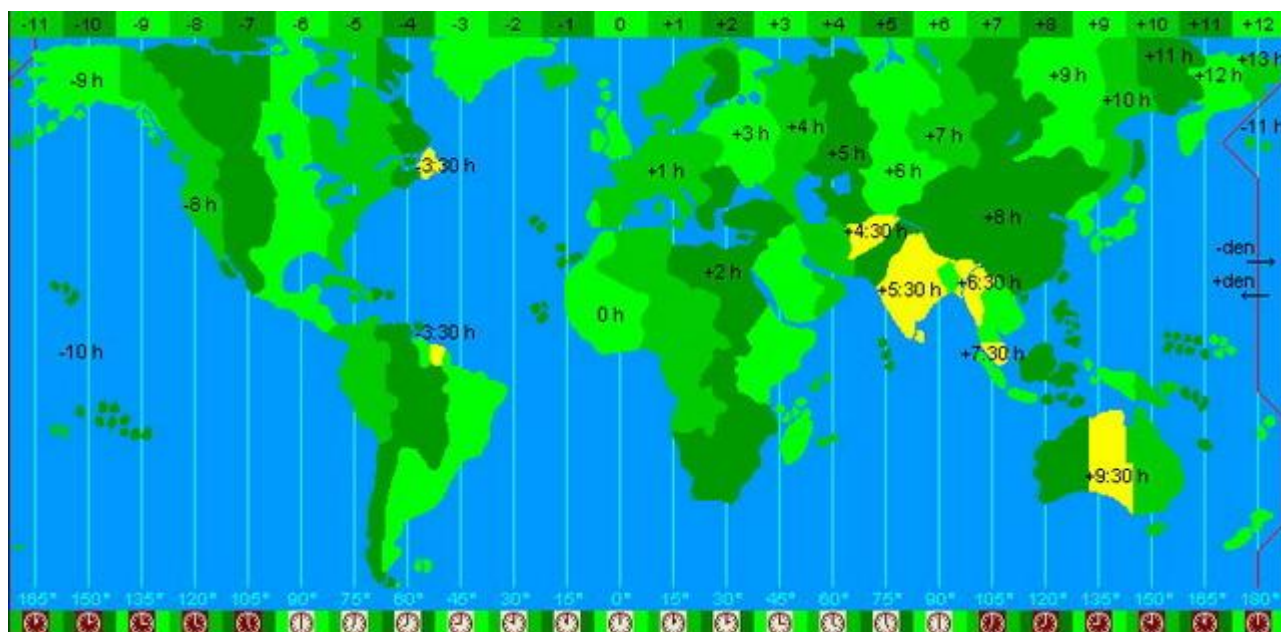 -11 -10 -9 -8 -7 -6 -5 -4 -3 -2 -1 0 +1 +2 +3 +4 +5 +6 +7 +8 +9 +10 +11 +12
-9 h
+9 h
+11 h
+12 h
+13 h
+10 h
-11 h
+3 h
+4 h
+7 h
+5 h
-3:30 h
+1 h
+6 h
-8 h
+8 h
+4:30 h
-den
+2 h
+5:30 h
+6:30 h
+den
0 h
-3:30 h
-10 h
+7:30 h
+9:30 h
165° 150° 135° 120° 105° 90° 75° 60° 45° 30° 15° 0° 15° 30° 45° 60° 75° 90° 105° 120° 135° 150° 165° 180°